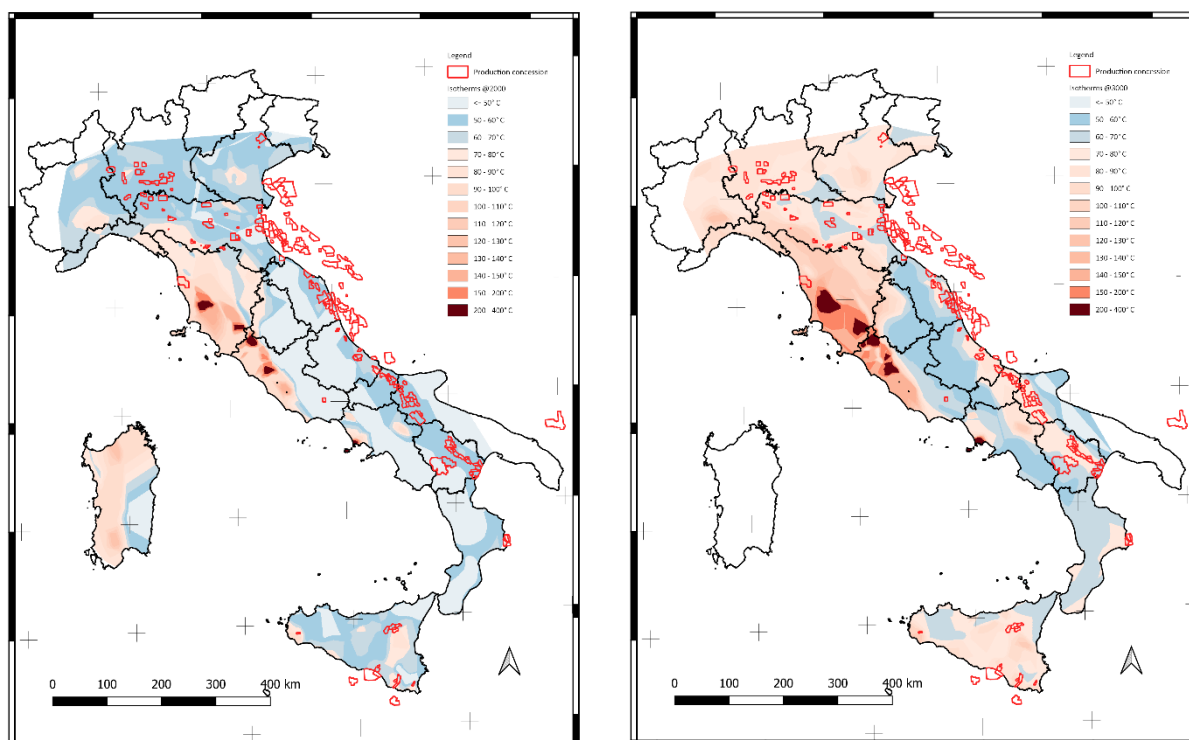 Legend
Production concession
Isotherms @2000
<= 50° C
50 - 60° C
60 - 70° C
70 - 80° C
80 - 90° C
90 - 100° C
100 - 110° C
110 - 120° C
120 - 130° C
130 - 140° C
140 - 150° C
150 - 200° C
200 - 400° C
0 100 200 300 400 km
Legend
Production concession
Isotherms @3000
<= 50° C
50 - 60° C
60 - 70° C
70 - 80° C
80 - 90° C
90 - 100° C
100 - 110° C
110 - 120° C
120 - 130° C
130 - 140° C
140 - 150° C
150 - 200° C
200 - 400° C
0 100 200 300 400 km